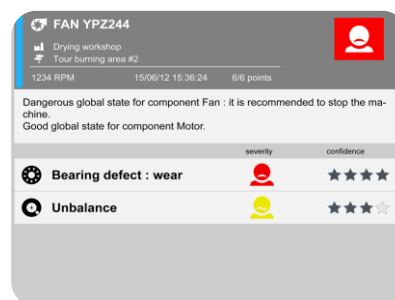 FAN YPZ244
Drying workshop
Tour burning area #2
1234 RPM 15/06/12 15:36:24 6/6 points
Dangerous global state for component Fan : it is recommended to stop the ma-
chine.
Good global state for component Motor.
severity confidence
Bearing defect : wear
Unbalance